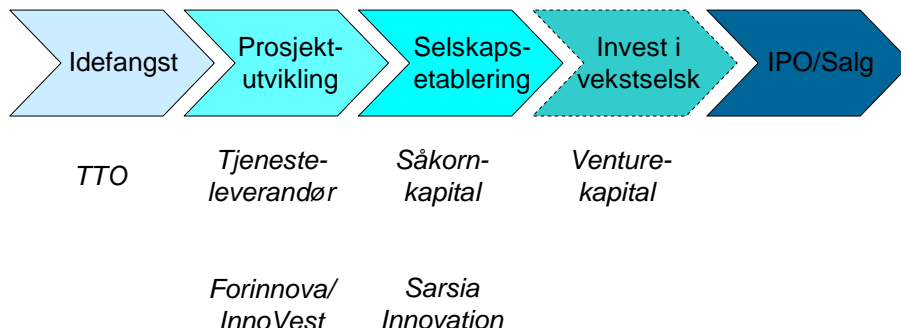 Idefangst
Prosjekt-
utvikling
Selskaps-
etablering
Invest i
vekstselsk
IPO/Salg
TTO
Tjeneste-
leverandør
Såkorn-
kapital
Venture-
kapital
Forinnova/
InnoVest
Sarsia
Innovation